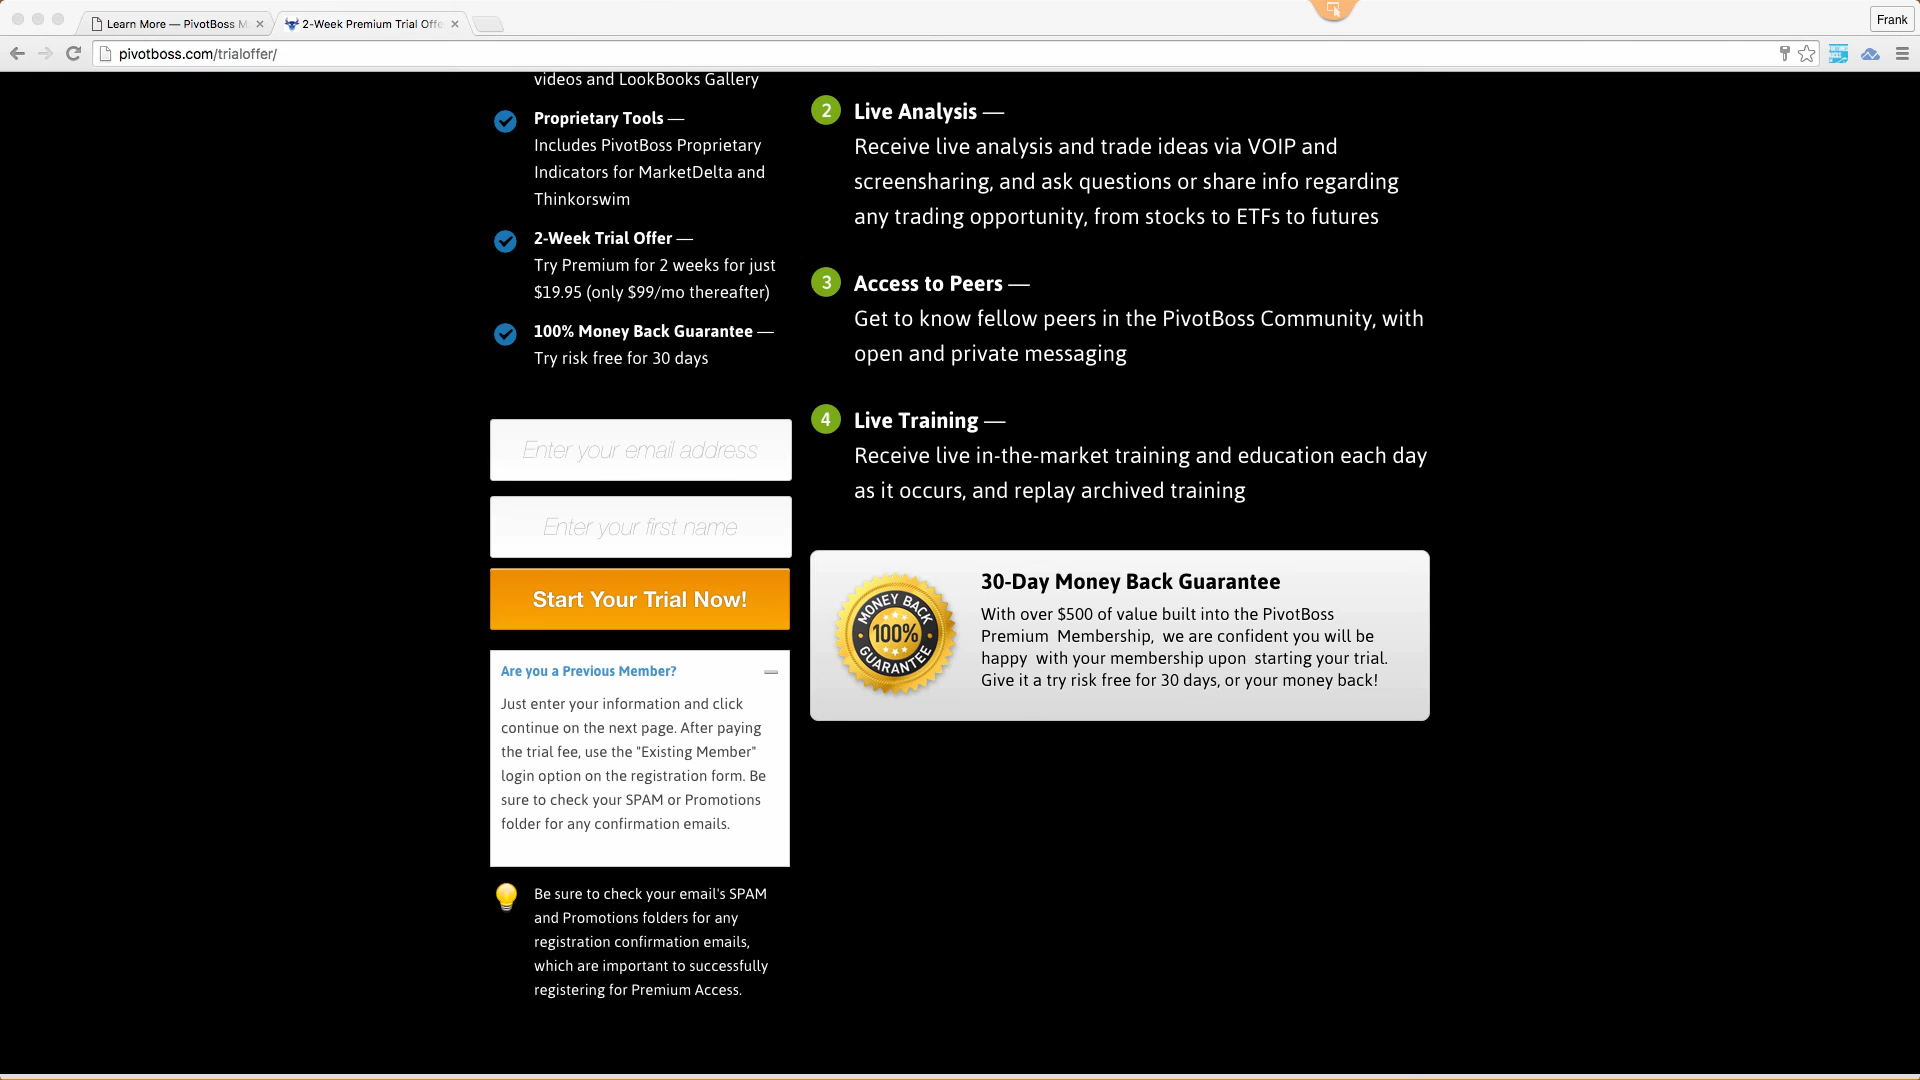 Learn More — PivotBoss M
2-Week Premium Trial Offe
Frank
pivotboss.com/trialoffer/
videos and LookBooks Gallery
Proprietary Tools —
Includes PivotBoss Proprietary
Indicators for MarketDelta and
Thinkorswim
2-Week Trial Offer —
Try Premium for 2 weeks for just
$19.95 (only $99/mo thereafter)
100% Money Back Guarantee —
Try risk free for 30 days
Enter your email address
Enter your first name
Start Your Trial Now!
Are you a Previous Member?
Just enter your information and click
continue on the next page. After paying
the trial fee, use the "Existing Member"
login option on the registration form. Be
sure to check your SPAM or Promotions
folder for any confirmation emails.
Be sure to check your email's SPAM
and Promotions folders for any
registration confirmation emails,
which are important to successfully
registering for Premium Access.
2 Live Analysis —
Receive live analysis and trade ideas via VOIP and
screensharing, and ask questions or share info regarding
any trading opportunity, from stocks to ETFs to futures
3 Access to Peers —
Get to know fellow peers in the PivotBoss Community, with
open and private messaging
4 Live Training —
Receive live in-the-market training and education each day
as it occurs, and replay archived training
MONEY BACK
100%
GUARANTEE
30-Day Money Back Guarantee
With over $500 of value built into the PivotBoss
Premium Membership, we are confident you will be
happy with your membership upon starting your trial.
Give it a try risk free for 30 days, or your money back!